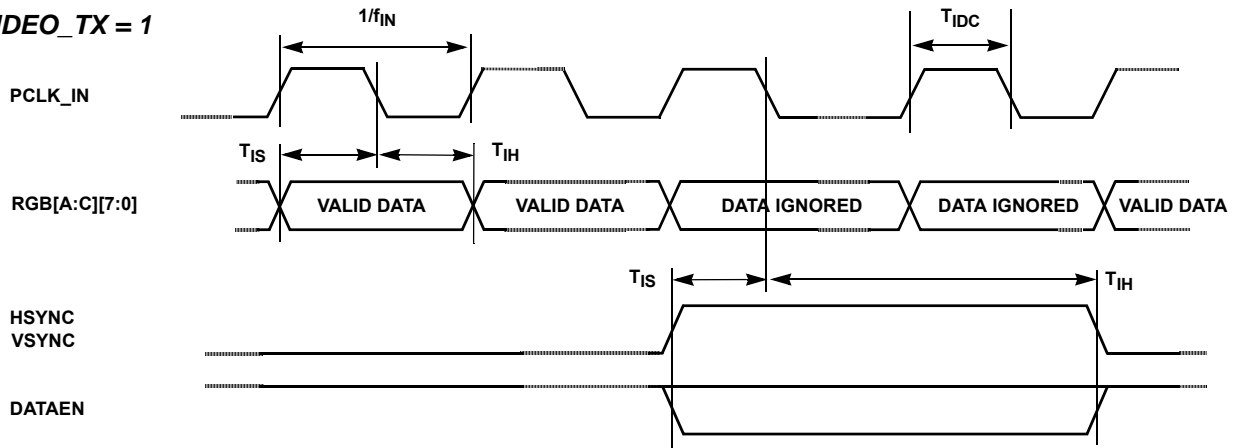 IDEO_TX = 1
1/fIN
TIDC
PCLK_IN
TIS
TIH
RGB[A:C][7:0]
VALID DATA
VALID DATA
DATA IGNORED
DATA IGNORED
VALID DATA
TIS
TIH
HSYNC
VSYNC
DATAEN